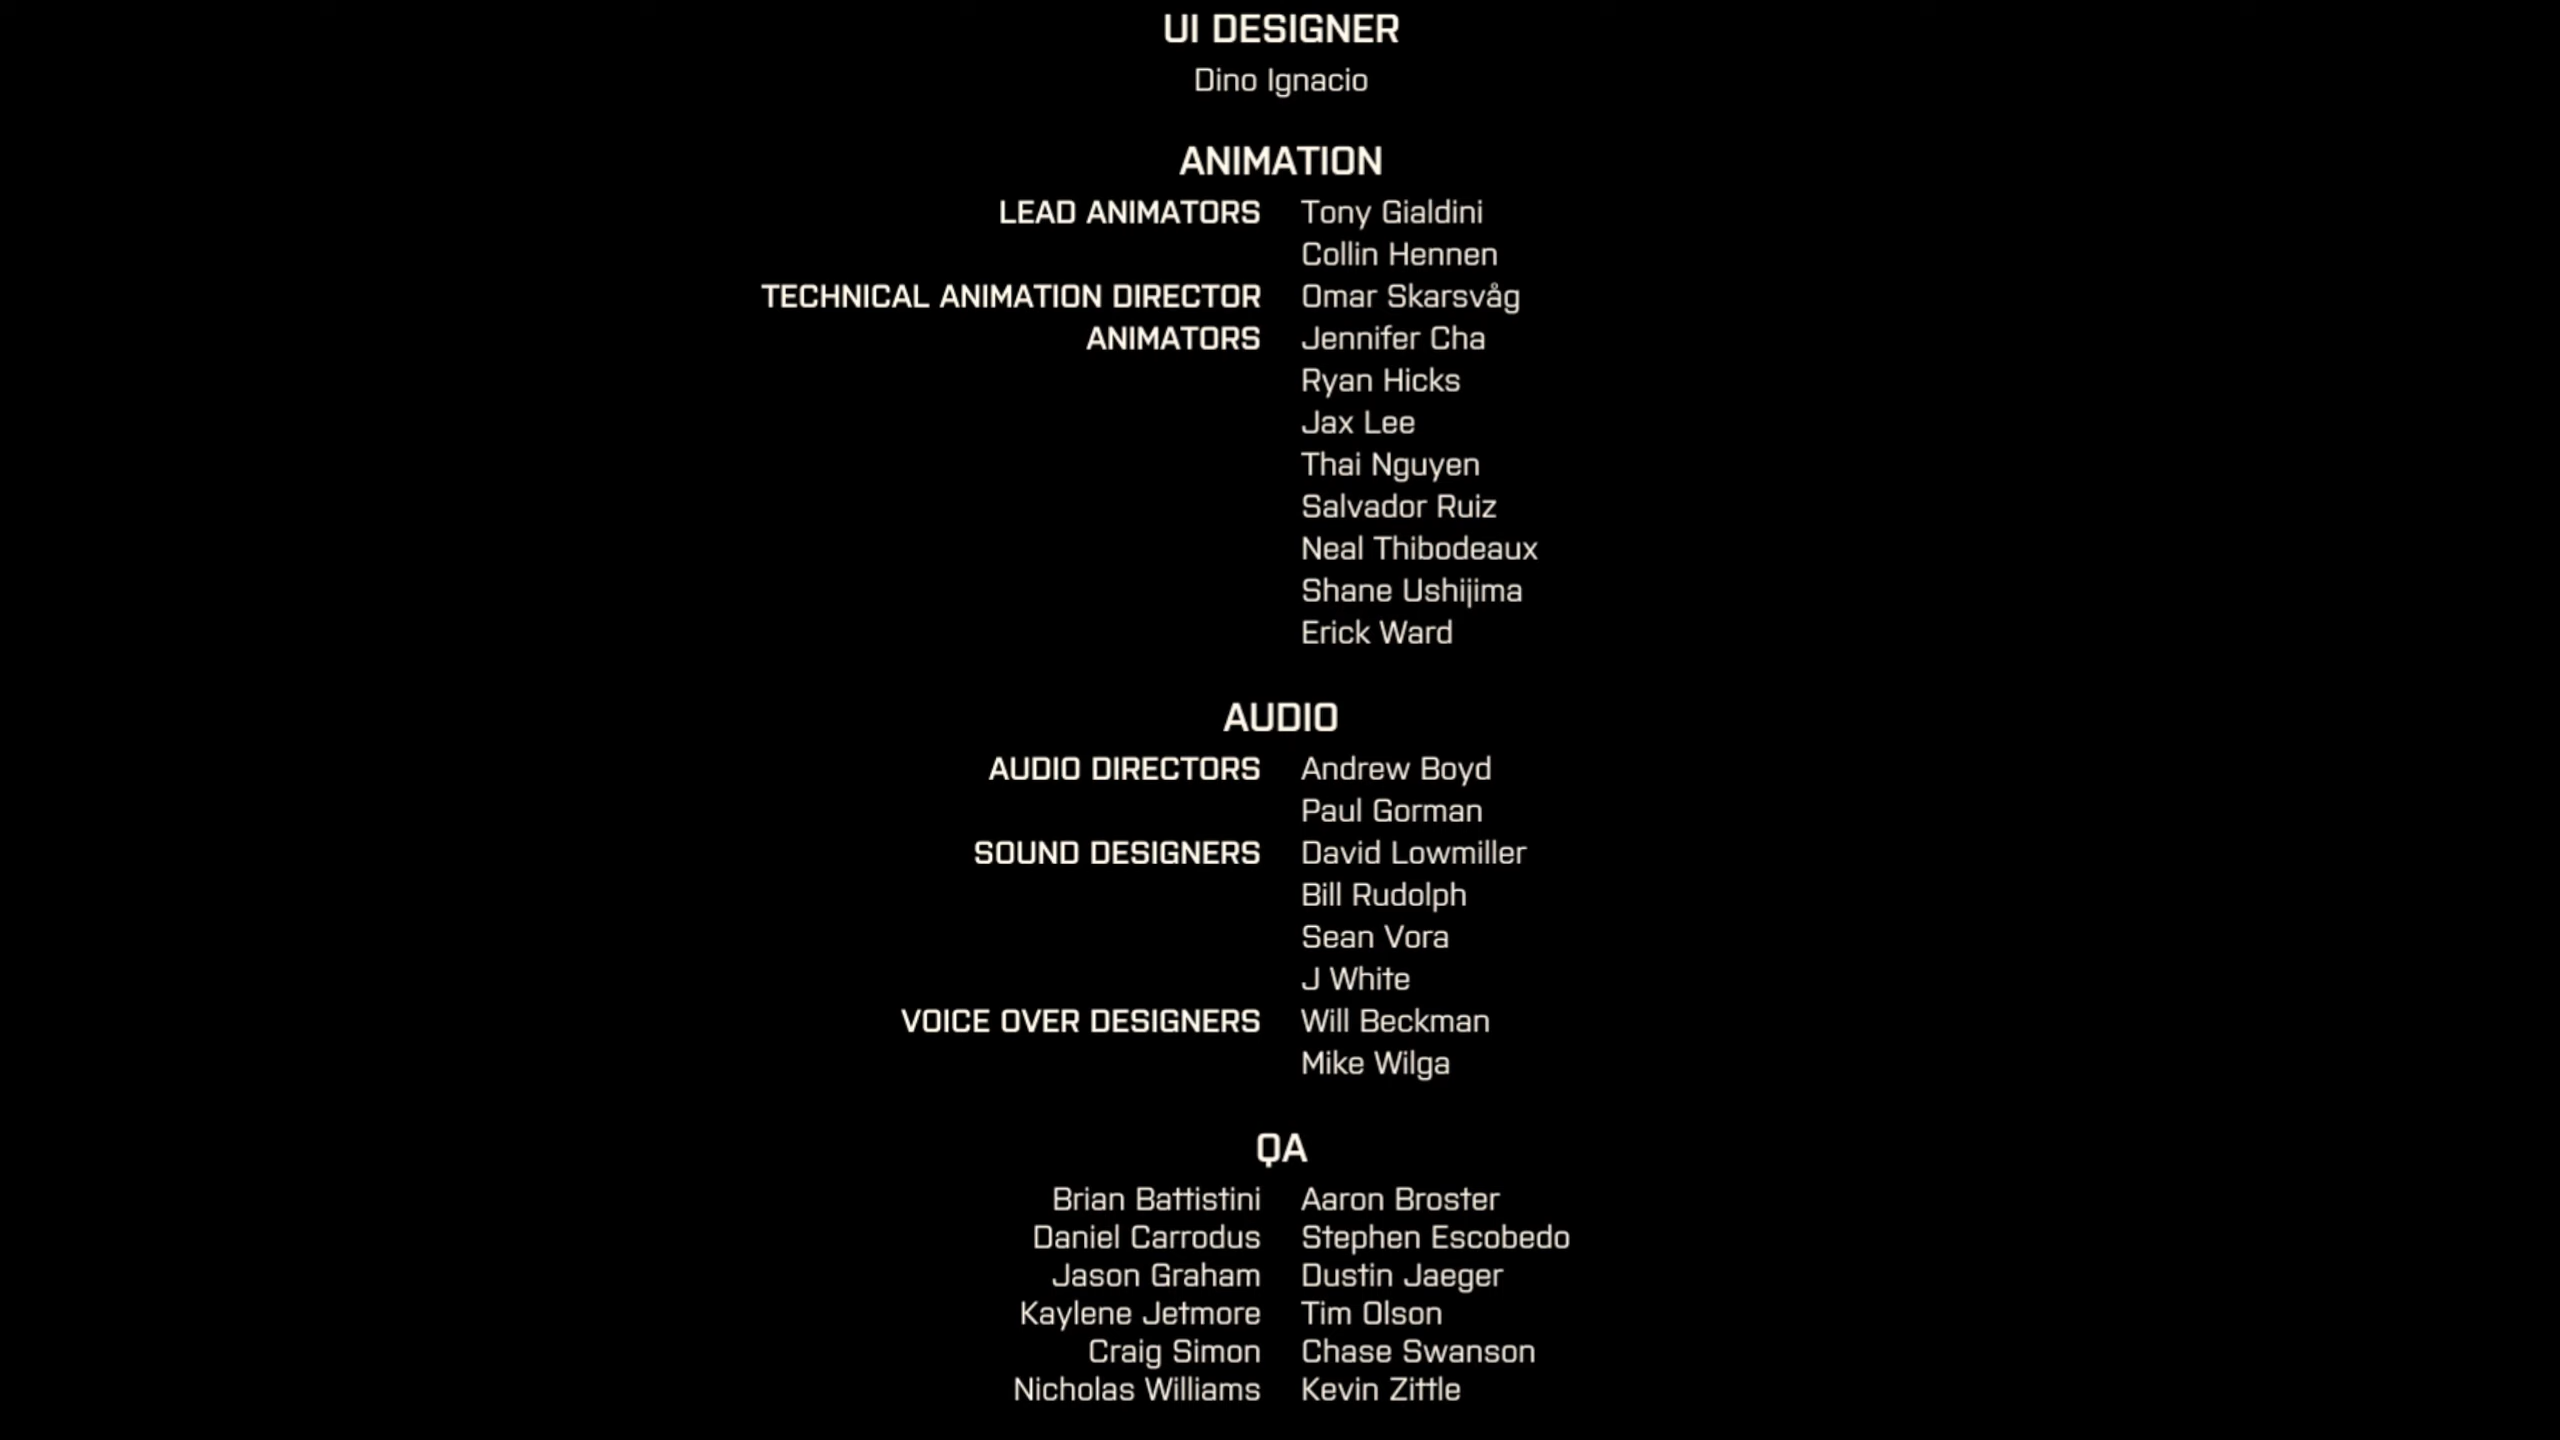 UI DESIGNER
Dino Ignacio
ANIMATION
LEAD ANIMATORS Tony Gialdini
Collin Hennen
TECHNICAL ANIMATION DIRECTOR Omar Skarsvåg
ANIMATORS Jennifer Cha
Ryan Hicks
Jax Lee
Thai Nguyen
Salvador Ruiz
Neal Thibodeaux
Shane Ushijima
Erick Ward
AUDIO
AUDIO DIRECTORS Andrew Boyd
Paul Gorman
SOUND DESIGNERS David Lowmiller
Bill Rudolph
Sean Vora
J White
VOICE OVER DESIGNERS Will Beckman
Mike Wilga
QA
Brian Battistini Aaron Broster
Daniel Carrodus Stephen Escobedo
Jason Graham Dustin Jaeger
Kaylene Jetmore Tim Olson
Craig Simon Chase Swanson
Nicholas Williams Kevin Zittle